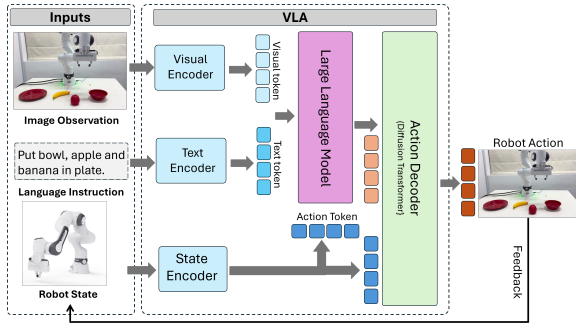 Inputs
VLA
Image Observation
Put bowl, apple and
banana in plate.
Language Instruction
Robot State
Visual
Encoder
Text
Encoder
State
Encoder
Visual token
Text token
Large Language Model
Action Token
Action Decoder
(Diffusion Transformer)
Robot Action
Feedback